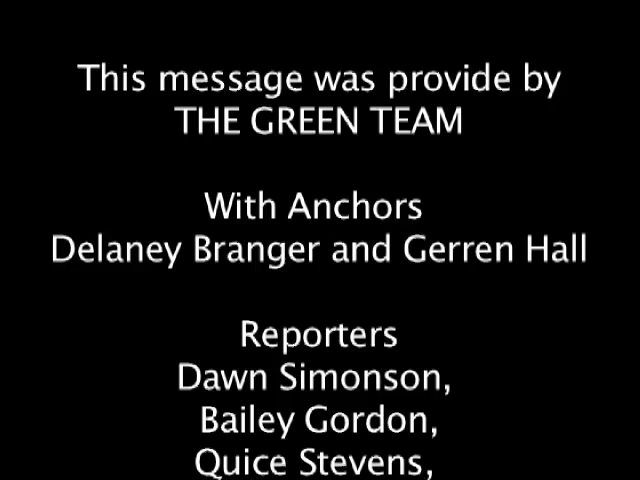 This message was provide by
THE GREEN TEAM
With Anchors
Delaney Branger and Gerren Hall
Reporters
Dawn Simonson,
Bailey Gordon,
Quice Stevens,